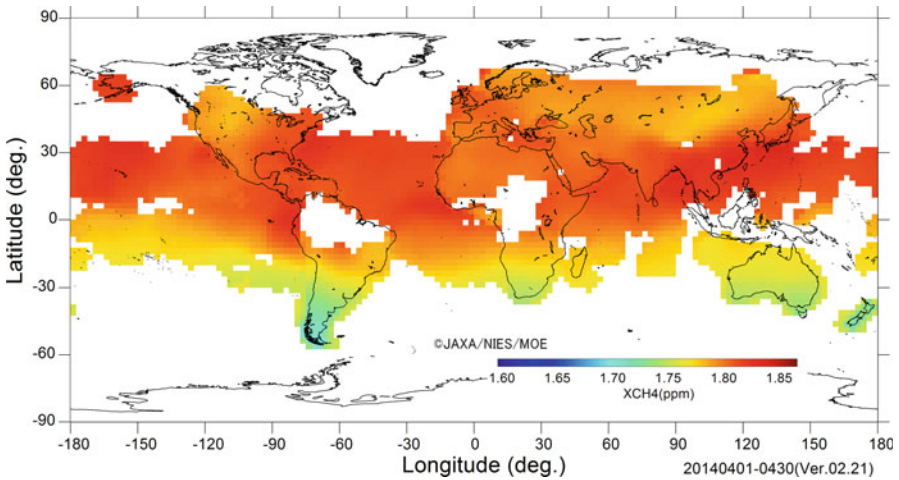 90
60
30
0
-30
-60
-90
Latitude (deg.)
©JAXA/NIES/MOE
1.60 1.65 1.70 1.75 1.80 1.85
XCH4(ppm)
-180 -150 -120 -90 -60 -30 0 30 60 90 120 150 180
Longitude (deg.)
20140401-0430(Ver.02.21)